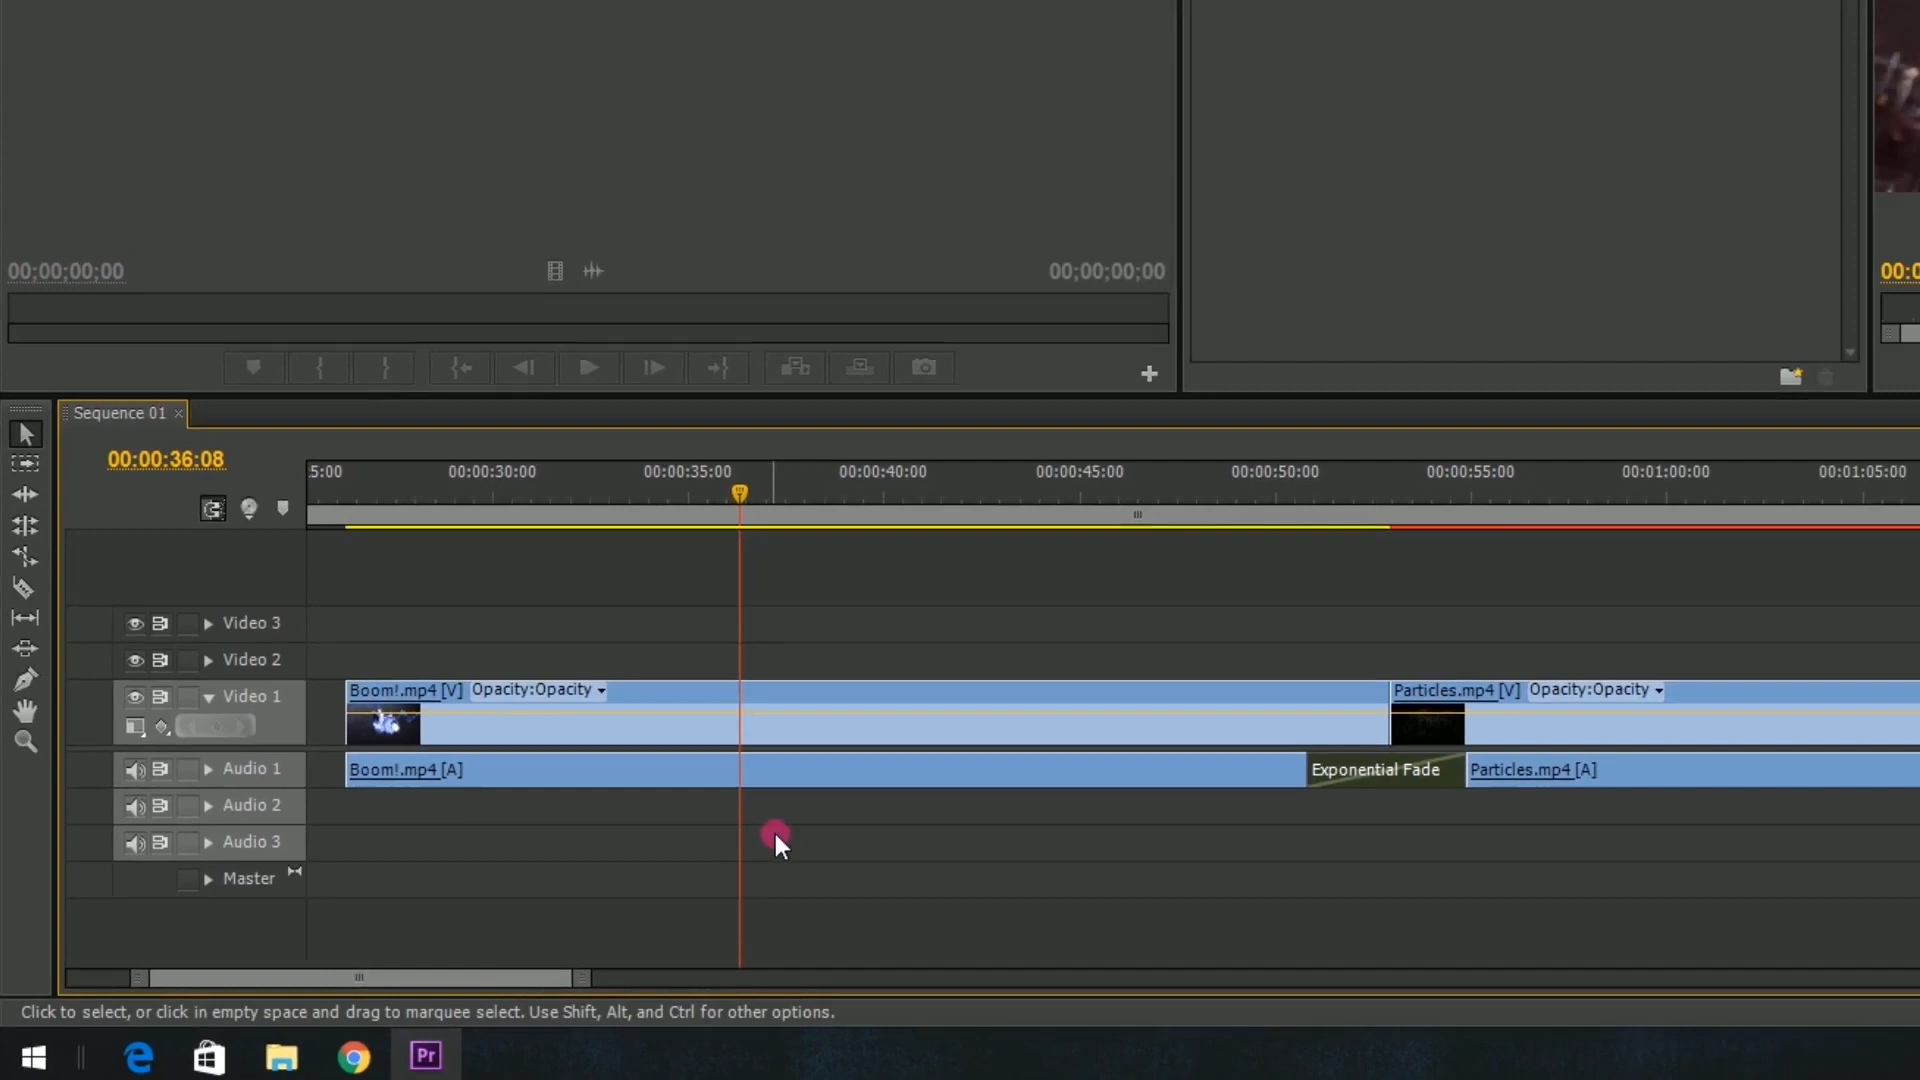 00;00;00;00
00;00;00;00
00:0
Sequence 01
00:00:36:08
:5:00 00:00:30:00 00:00:35:00 00:00:40:00 00:00:45:00 00:00:50:00 00:00:55:00 00:01:00:00 00:01:05:00
Video 3
Video 2
Video 1
Boom!.mp4 [V] Opacity:Opacity
Particles.mp4 [V] Opacity:Opacity
Audio 1
Boom!.mp4 [A]
Exponential Fade
Particles.mp4 [A]
Audio 2
Audio 3
Master
Click to select, or click in empty space and drag to marquee select. Use Shift, Alt, and Ctrl for other options.
Pr